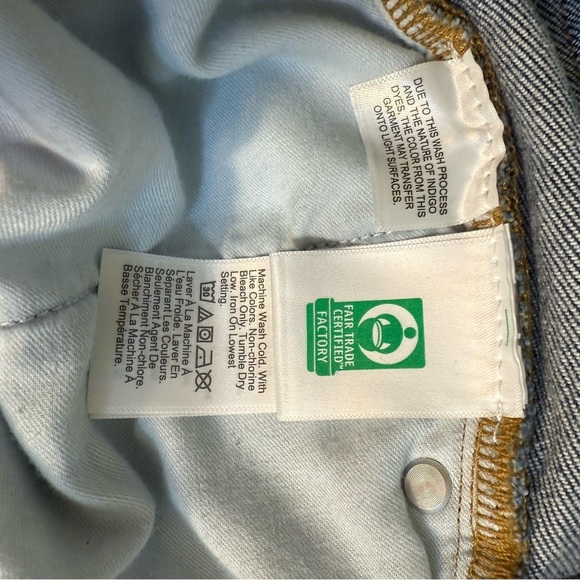 DUE TO THIS WASH PROCESS
AND THE NATURE OF INDIGO
DYES, THE COLOR FROM THIS
GARMENT MAY TRANSFER
ONTO LIGHT SURFACES.
FAIR TRADE
CERTIFIED™
FACTORY
Machine Wash Cold. With
Like Colors. Non-chlorine
Bleach Only. Tumble Dry
Low. Iron On Lowest
Setting.
30
Laver À La Machine À
L'eau Froide. Laver En
Séparant Les Couleurs.
Seulement Agent De
Blanchiment Non-chlore.
Sécher À La Machine À
Basse Température.